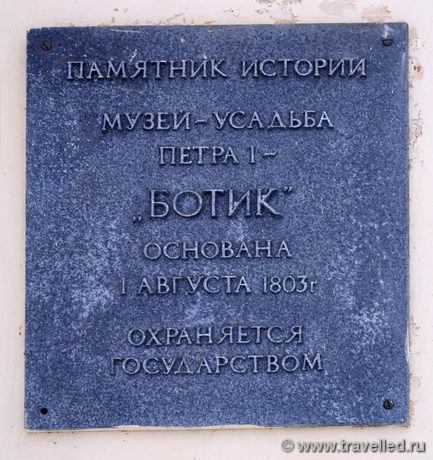 ПАМЯТНИК ИСТОРИИ
МУЗЕЙ-УСАДЬБА
ПЕТРА I-
„БОТИК“
ОСНОВАНА
1 АВГУСТА 1803г
ОХРАНЯЕТСЯ
ГОСУДАРСТВОМ
© www.travelled.ru